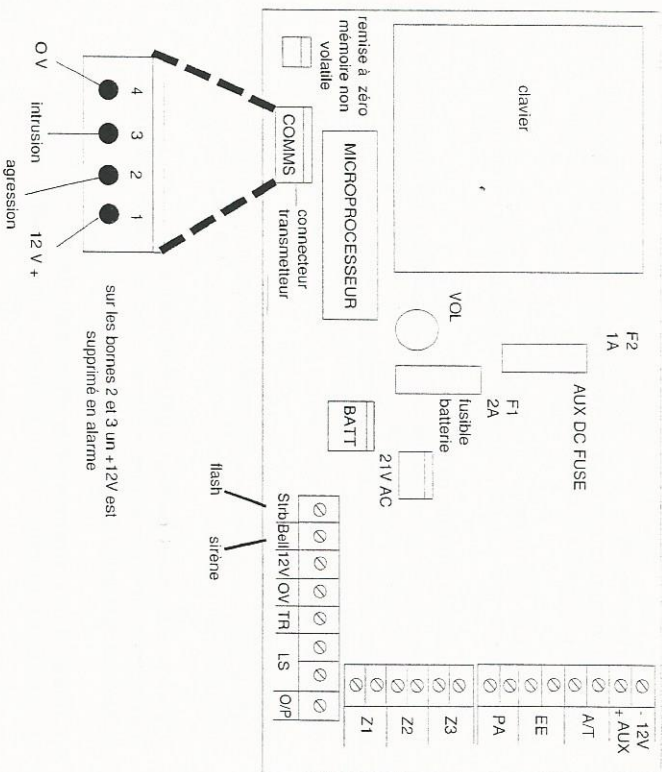 clavier
remise à zéro
mémoire non
volatile
COMMS
MICROPROCESSEUR
connecteur
transmetteur
4
3
2
1
O V
intrusion
agression
12 V +
sur les bornes 2 et 3 un +12V est
supprimé en alarme
VOL
F2
1A
AUX DC FUSE
F1
2A
fusible
batterie
BATT
21V AC
flash
sirène
Strb Bell 12V OV TR LS O/P
- 12V
+ AUX
A/T
EE
PA
Z3
Z2
Z1